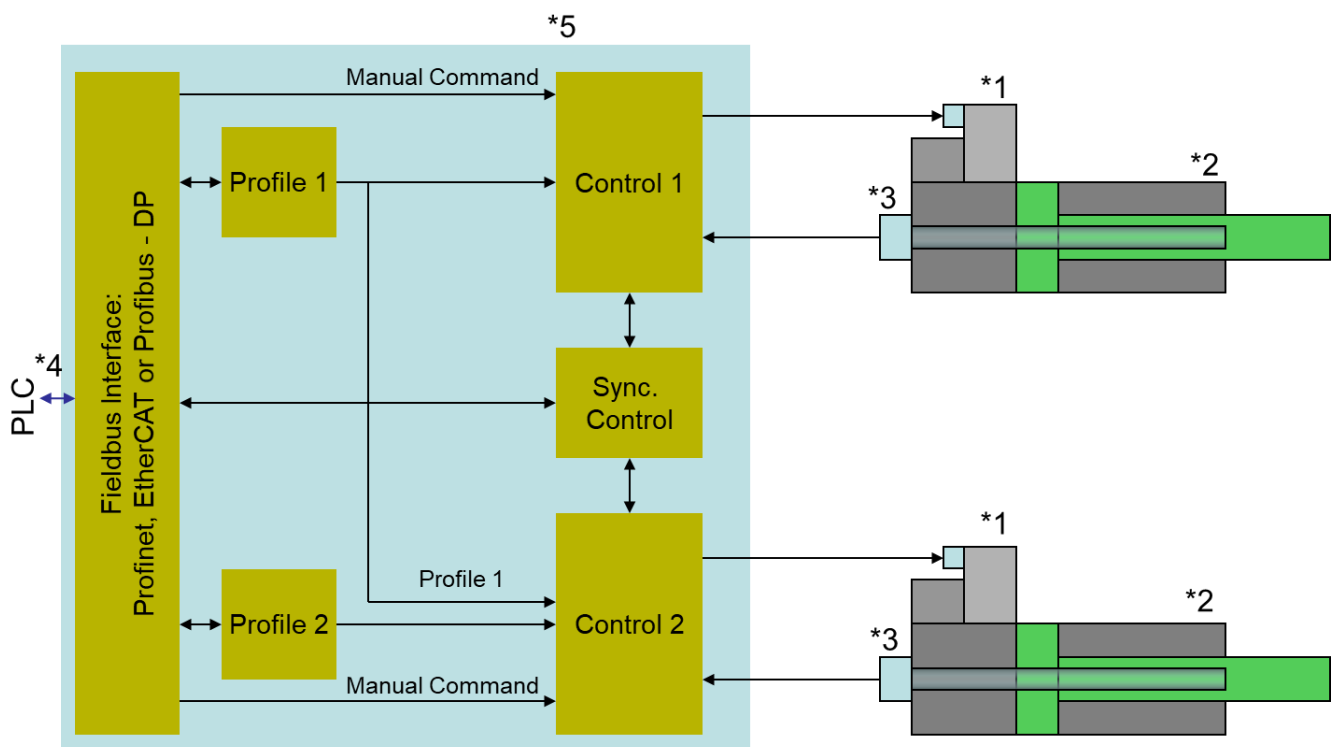 *5
Manual Command
*1
Profile 1
Control 1
*2
*3
Fieldbus Interface:
Profinet, EtherCAT or Profibus - DP
PLC
*4
Sync.
Control
*1
Profile 1
*2
Profile 2
Control 2
*3
Manual Command